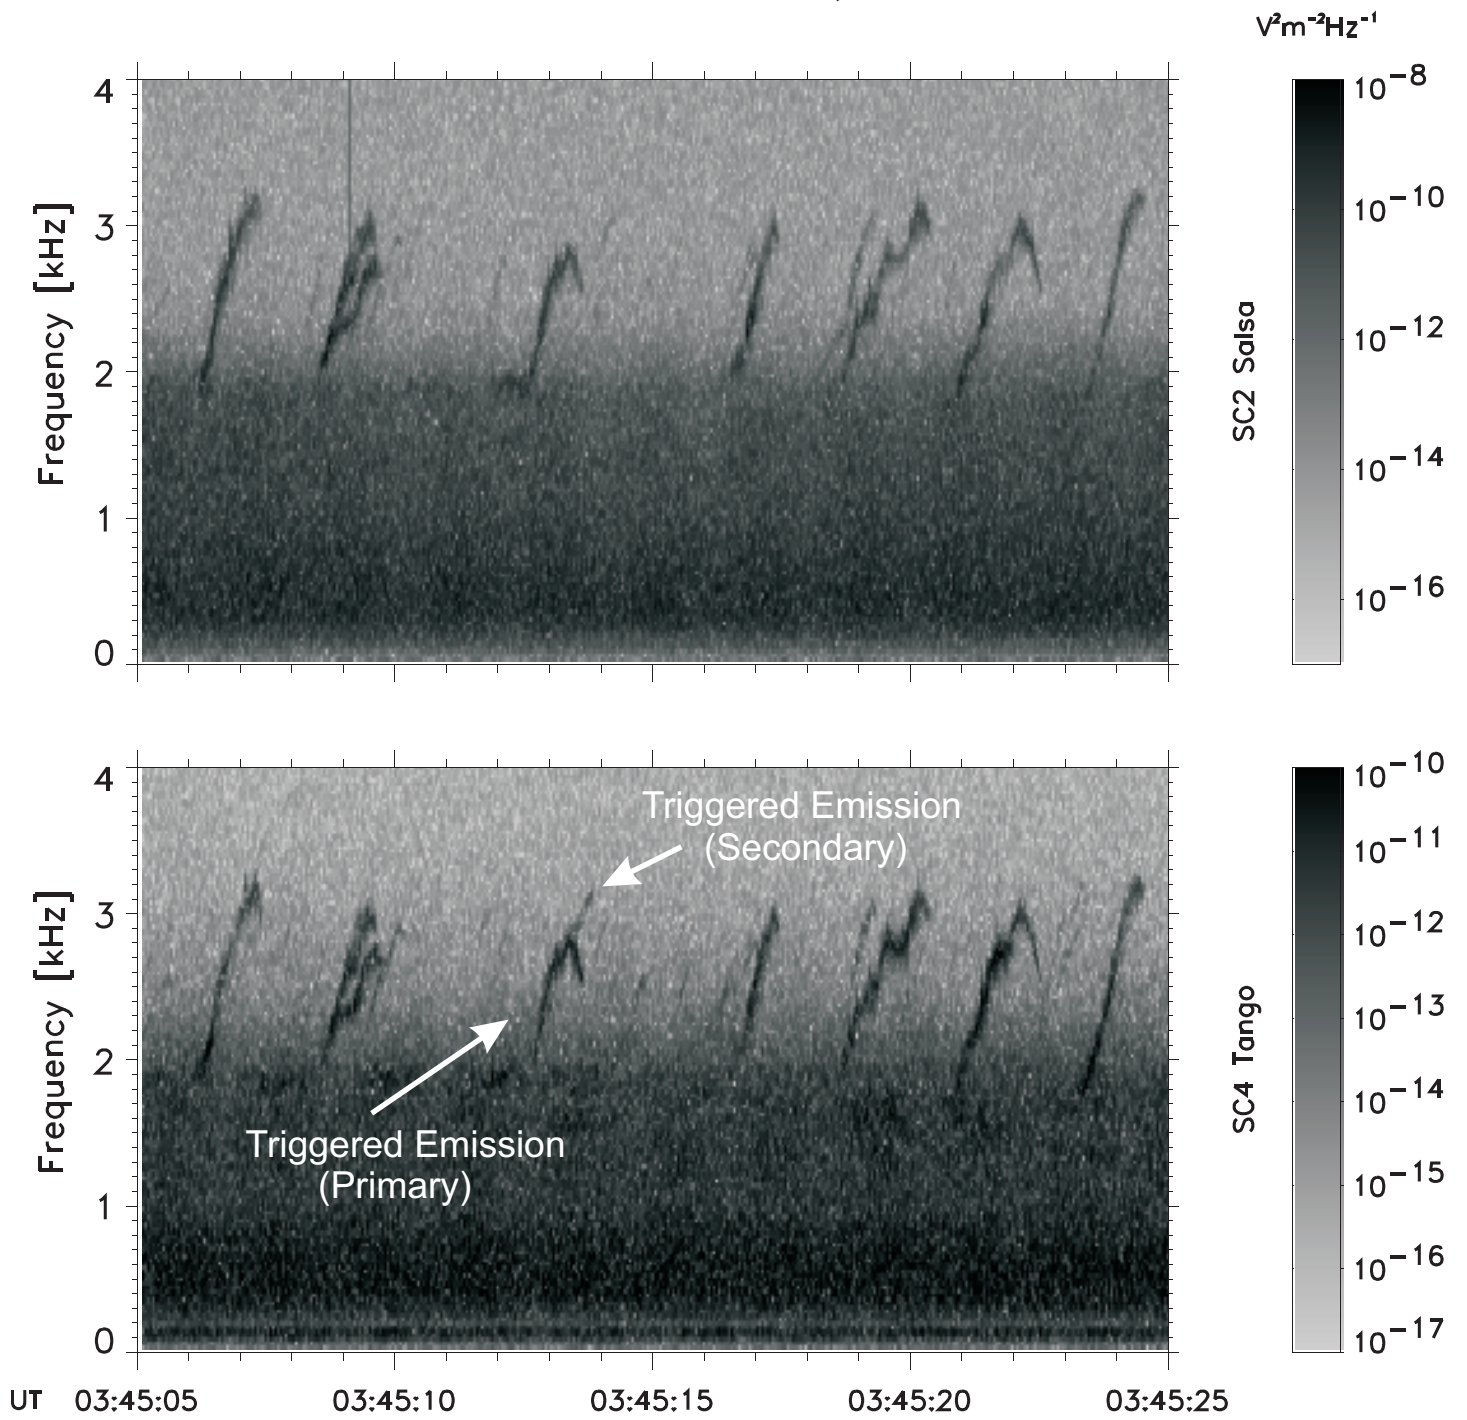 V²m⁻²Hz⁻¹
4
3
2
1
0
Frequency [kHz]
SC2 Salsa
10⁻⁸
10⁻¹⁰
10⁻¹²
10⁻¹⁴
10⁻¹⁶
4
3
2
1
0
Frequency [kHz]
Triggered Emission
(Secondary)
Triggered Emission
(Primary)
SC4 Tango
10⁻¹⁰
10⁻¹¹
10⁻¹²
10⁻¹³
10⁻¹⁴
10⁻¹⁵
10⁻¹⁶
10⁻¹⁷
UT 03:45:05 03:45:10 03:45:15 03:45:20 03:45:25